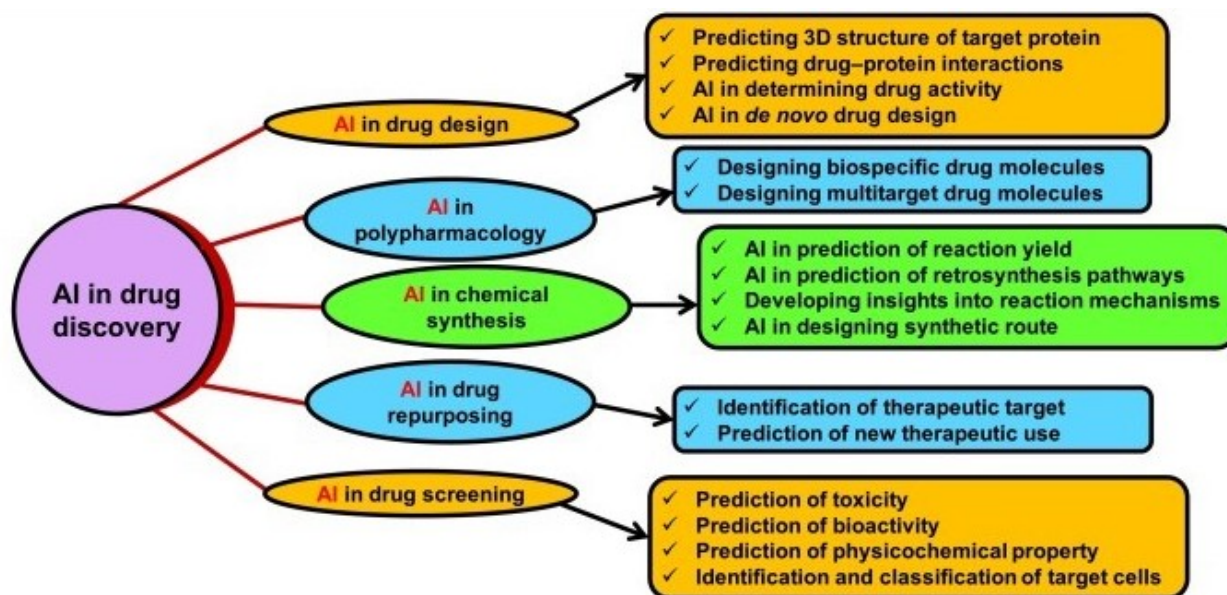 AI in drug
discovery
AI in drug design
✓ Predicting 3D structure of target protein
✓ Predicting drug–protein interactions
✓ AI in determining drug activity
✓ AI in de novo drug design
AI in
polypharmacology
✓ Designing biospecific drug molecules
✓ Designing multitarget drug molecules
AI in chemical
synthesis
✓ AI in prediction of reaction yield
✓ AI in prediction of retrosynthesis pathways
✓ Developing insights into reaction mechanisms
✓ AI in designing synthetic route
AI in drug
repurposing
✓ Identification of therapeutic target
✓ Prediction of new therapeutic use
AI in drug screening
✓ Prediction of toxicity
✓ Prediction of bioactivity
✓ Prediction of physicochemical property
✓ Identification and classification of target cells